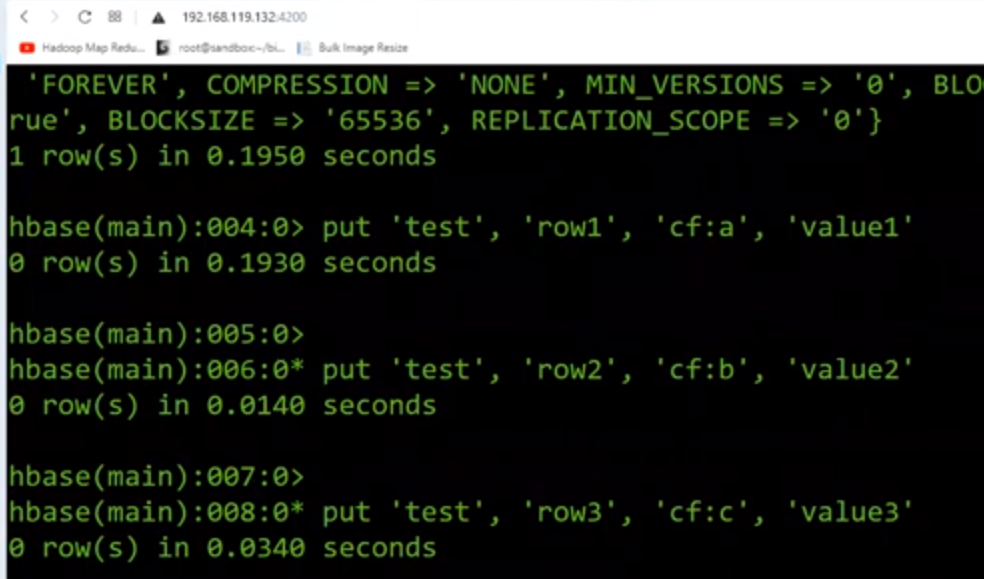 192.168.119.132:4200
Hadoop Map Redu... root@sandbox:~/bi... Bulk Image Resize
'FOREVER', COMPRESSION => 'NONE', MIN_VERSIONS => '0', BLO
rue', BLOCKSIZE => '65536', REPLICATION_SCOPE => '0'}
1 row(s) in 0.1950 seconds
hbase(main):004:0> put 'test', 'row1', 'cf:a', 'value1'
0 row(s) in 0.1930 seconds
hbase(main):005:0>
hbase(main):006:0* put 'test', 'row2', 'cf:b', 'value2'
0 row(s) in 0.0140 seconds
hbase(main):007:0>
hbase(main):008:0* put 'test', 'row3', 'cf:c', 'value3'
0 row(s) in 0.0340 seconds